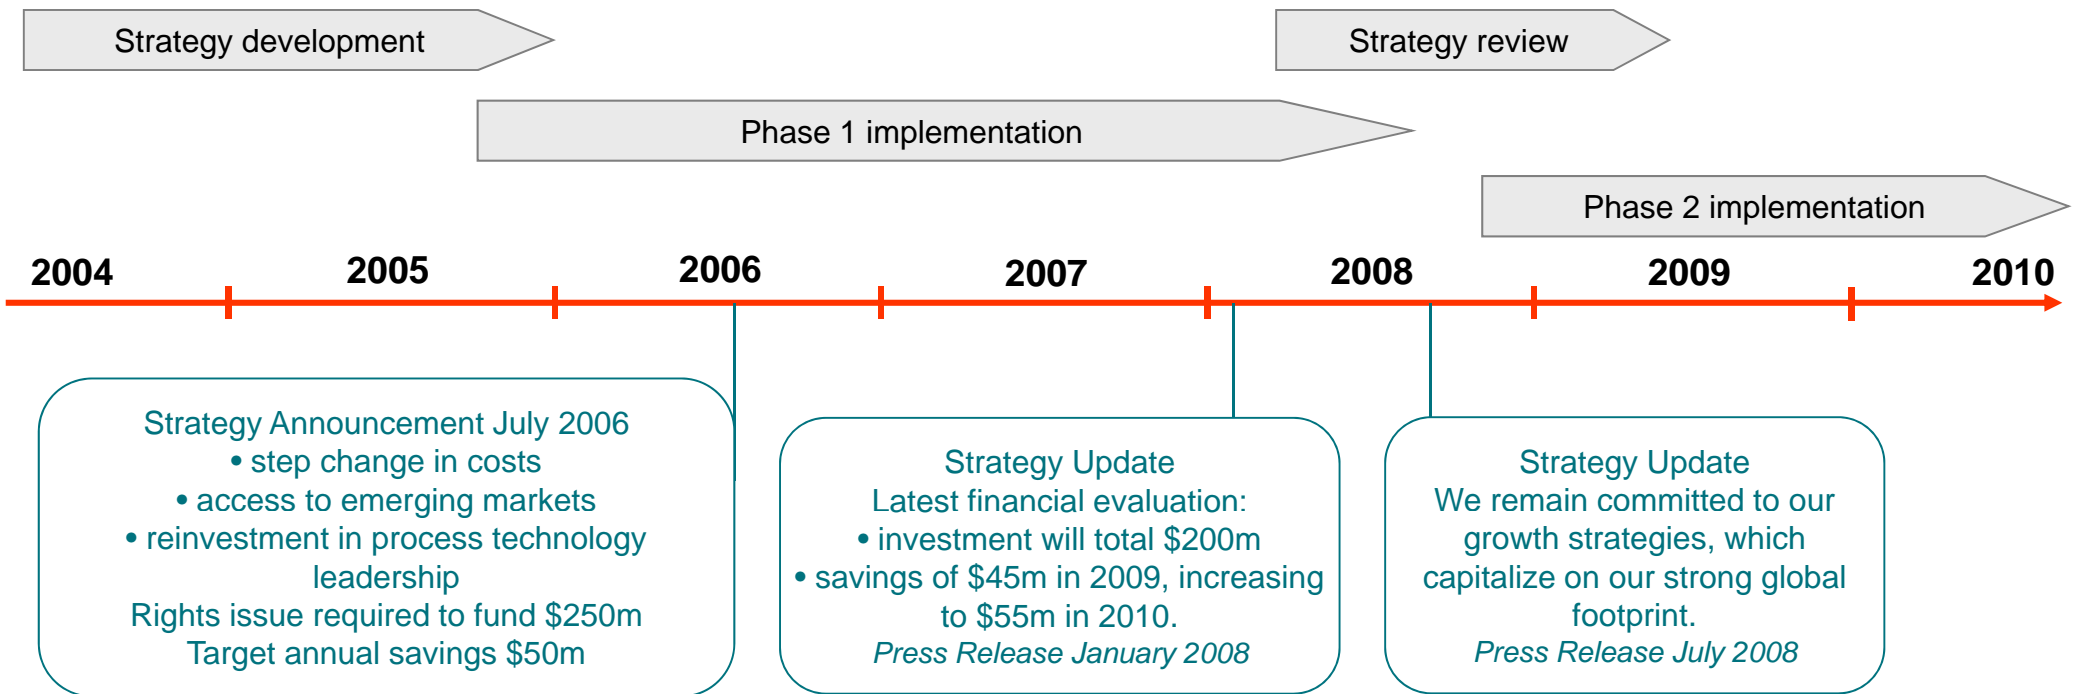 Strategy development
Strategy review
Phase 1 implementation
Phase 2 implementation
2004
2005
2006
2007
2008
2009
2010
Strategy Announcement July 2006
• step change in costs
• access to emerging markets
• reinvestment in process technology
leadership
Rights issue required to fund $250m
Target annual savings $50m
Strategy Update
Latest financial evaluation:
• investment will total $200m
• savings of $45m in 2009, increasing
to $55m in 2010.
Press Release January 2008
Strategy Update
We remain committed to our
growth strategies, which
capitalize on our strong global
footprint.
Press Release July 2008